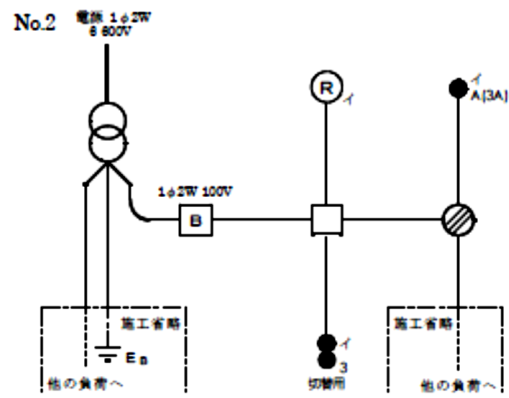 No.2
電源 1φ2W
6 600V
R
イ
イ
A(3A)
1φ2W 100V
B
施工省略
EB
他の負荷へ
イ
3
切替用
施工省略
他の負荷へ